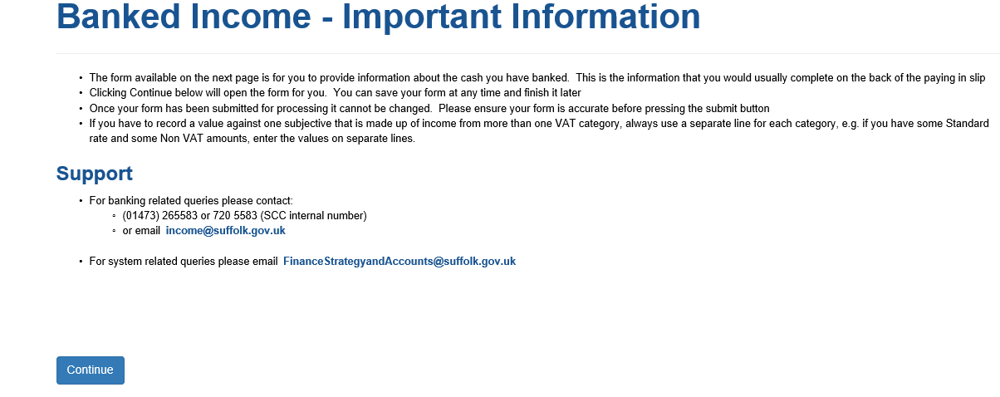 Banked Income - Important Information
• The form available on the next page is for you to provide information about the cash you have banked.  This is the information that you would usually complete on the back of the paying in slip
• Clicking Continue below will open the form for you.  You can save your form at any time and finish it later
• Once your form has been submitted for processing it cannot be changed.  Please ensure your form is accurate before pressing the submit button
• If you have to record a value against one subjective that is made up of income from more than one VAT category, always use a separate line for each category, e.g. if you have some Standard
rate and some Non VAT amounts, enter the values on separate lines.
Support
• For banking related queries please contact:
◦ (01473) 265583 or 720 5583 (SCC internal number)
◦ or email  income@suffolk.gov.uk
• For system related queries please email  FinanceStrategyandAccounts@suffolk.gov.uk
Continue